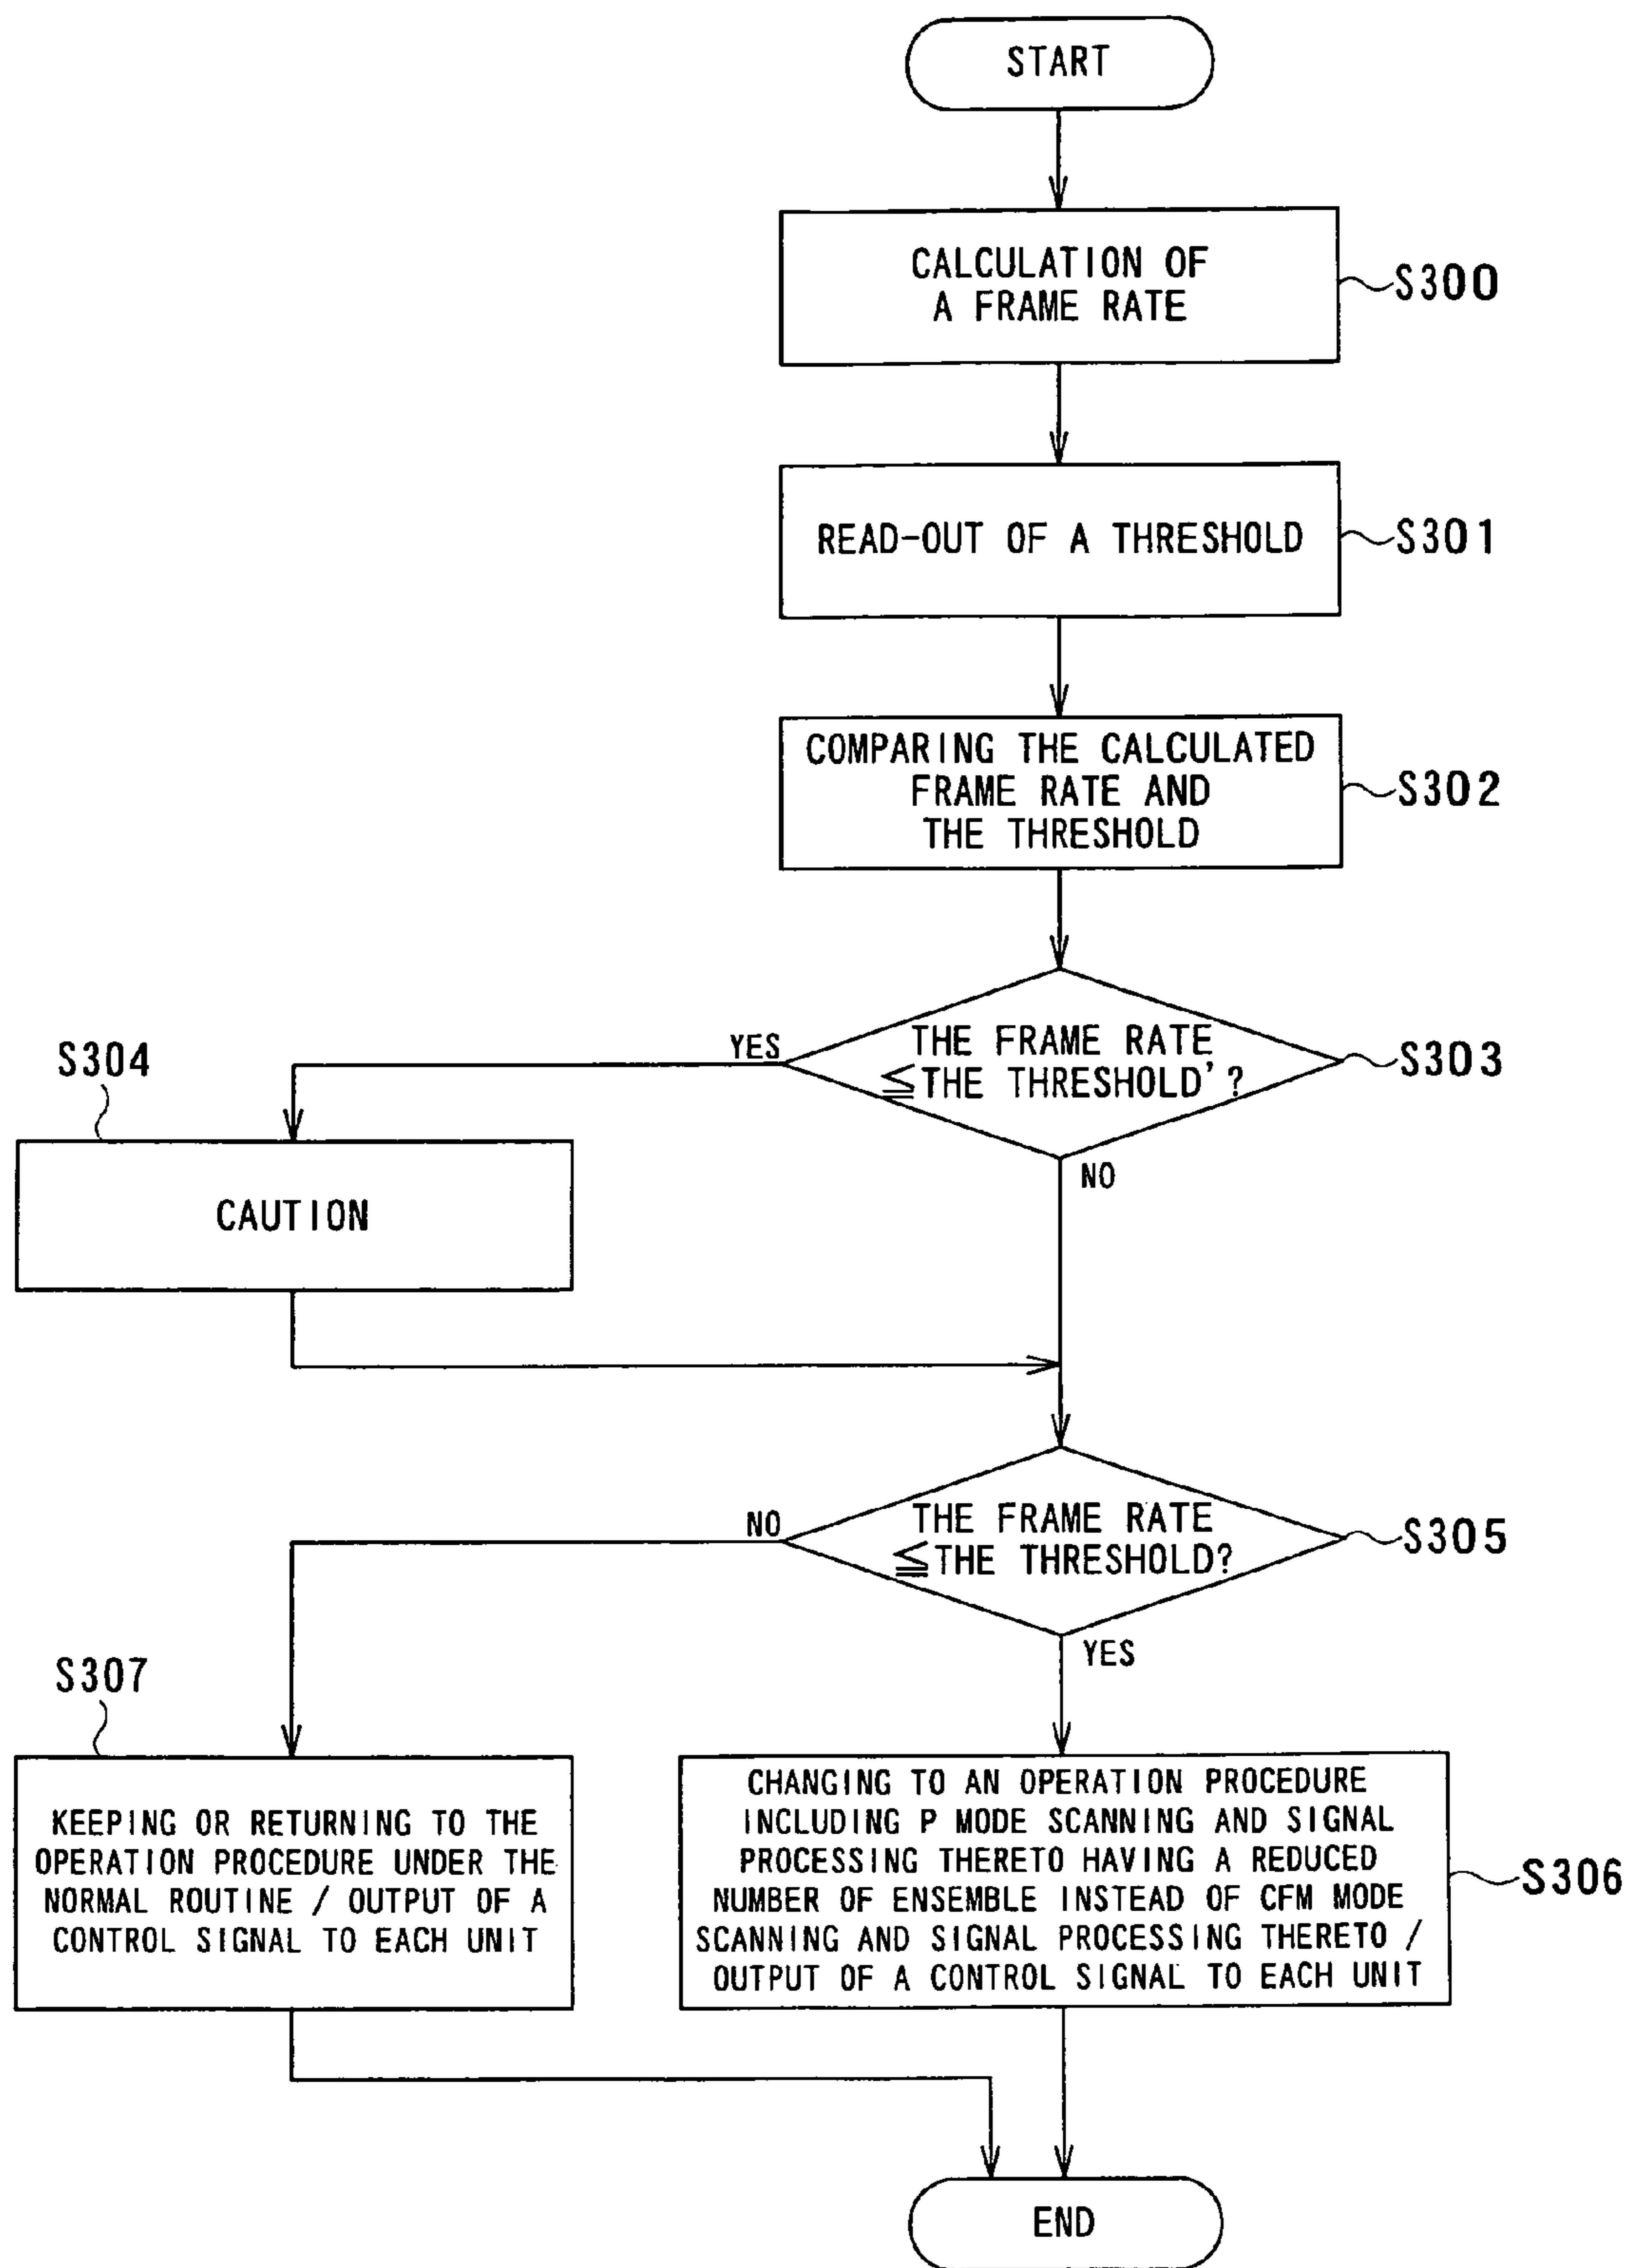 START
CALCULATION OF
A FRAME RATE
S300
READ-OUT OF A THRESHOLD
S301
COMPARING THE CALCULATED
FRAME RATE AND
THE THRESHOLD
S302
THE FRAME RATE
≦THE THRESHOLD'?
S303
YES
NO
S304
CAUTION
THE FRAME RATE
≦THE THRESHOLD?
S305
NO
YES
S307
KEEPING OR RETURNING TO THE
OPERATION PROCEDURE UNDER THE
NORMAL ROUTINE / OUTPUT OF A
CONTROL SIGNAL TO EACH UNIT
CHANGING TO AN OPERATION PROCEDURE
INCLUDING P MODE SCANNING AND SIGNAL
PROCESSING THERETO HAVING A REDUCED
NUMBER OF ENSEMBLE INSTEAD OF CFM MODE
SCANNING AND SIGNAL PROCESSING THERETO /
OUTPUT OF A CONTROL SIGNAL TO EACH UNIT
S306
END